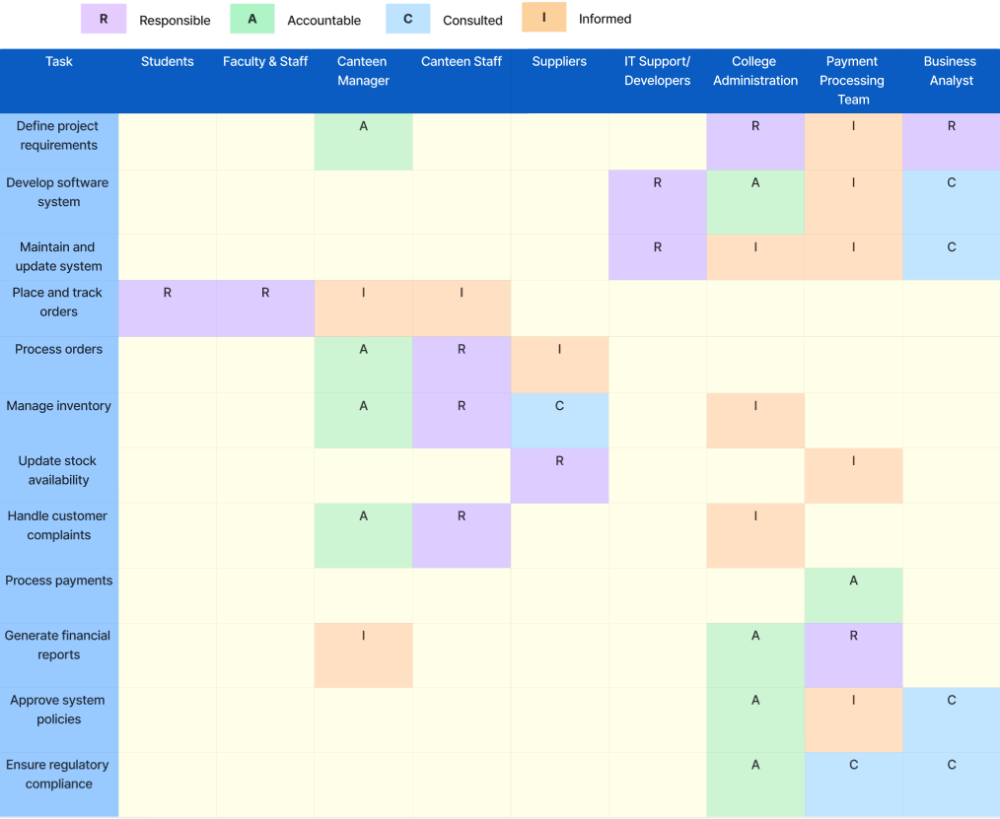 R Responsible A Accountable C Consulted I Informed
Task Students Faculty & Staff Canteen Manager Canteen Staff Suppliers IT Support/ Developers College Administration Payment Processing Team Business Analyst
Define project requirements A R I R
Develop software system R A I C
Maintain and update system R I I C
Place and track orders R R I I
Process orders A R I
Manage inventory A R C I
Update stock availability R I
Handle customer complaints A R I
Process payments A
Generate financial reports I A R
Approve system policies A I C
Ensure regulatory compliance A C C